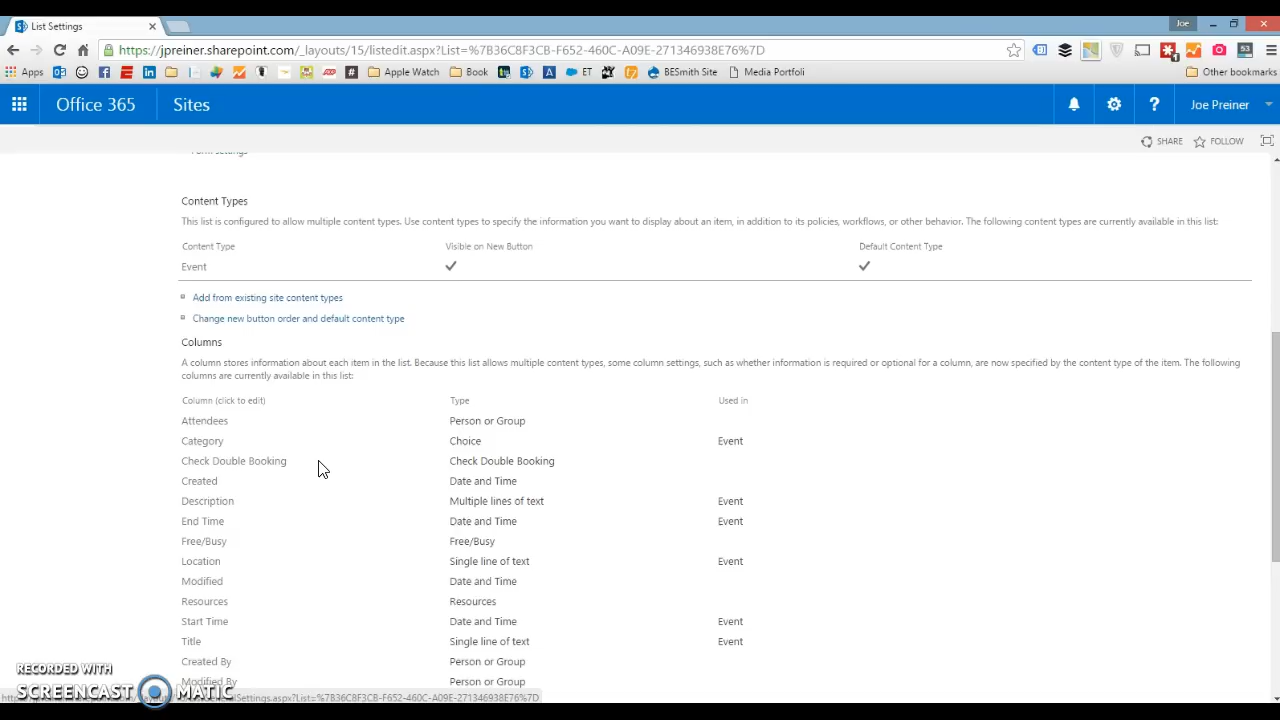 List Settings
Joe
https://jpreiner.sharepoint.com/_layouts/15/listedit.aspx?List=%7B36C8F3CB-F652-460C-A09E-271346938E76%7D
Apps
Apple Watch
Book
ET
BESmith Site
Media Portfoli
Other bookmarks
Office 365
Sites
Joe Preiner
SHARE
FOLLOW
Form settings
Content Types
This list is configured to allow multiple content types. Use content types to specify the information you want to display about an item, in addition to its policies, workflows, or other behavior. The following content types are currently available in this list:
Content Type Visible on New Button Default Content Type
Event
Add from existing site content types
Change new button order and default content type
Columns
A column stores information about each item in the list. Because this list allows multiple content types, some column settings, such as whether information is required or optional for a column, are now specified by the content type of the item. The following
columns are currently available in this list:
Column (click to edit) Type Used in
Attendees Person or Group
Category Choice Event
Check Double Booking Check Double Booking
Created Date and Time
Description Multiple lines of text Event
End Time Date and Time Event
Free/Busy Free/Busy
Location Single line of text Event
Modified Date and Time
Resources Resources
Start Time Date and Time Event
Title Single line of text Event
Created By Person or Group
Modified By Person or Group
RECORDED WITH
SCREENCAST MATIC